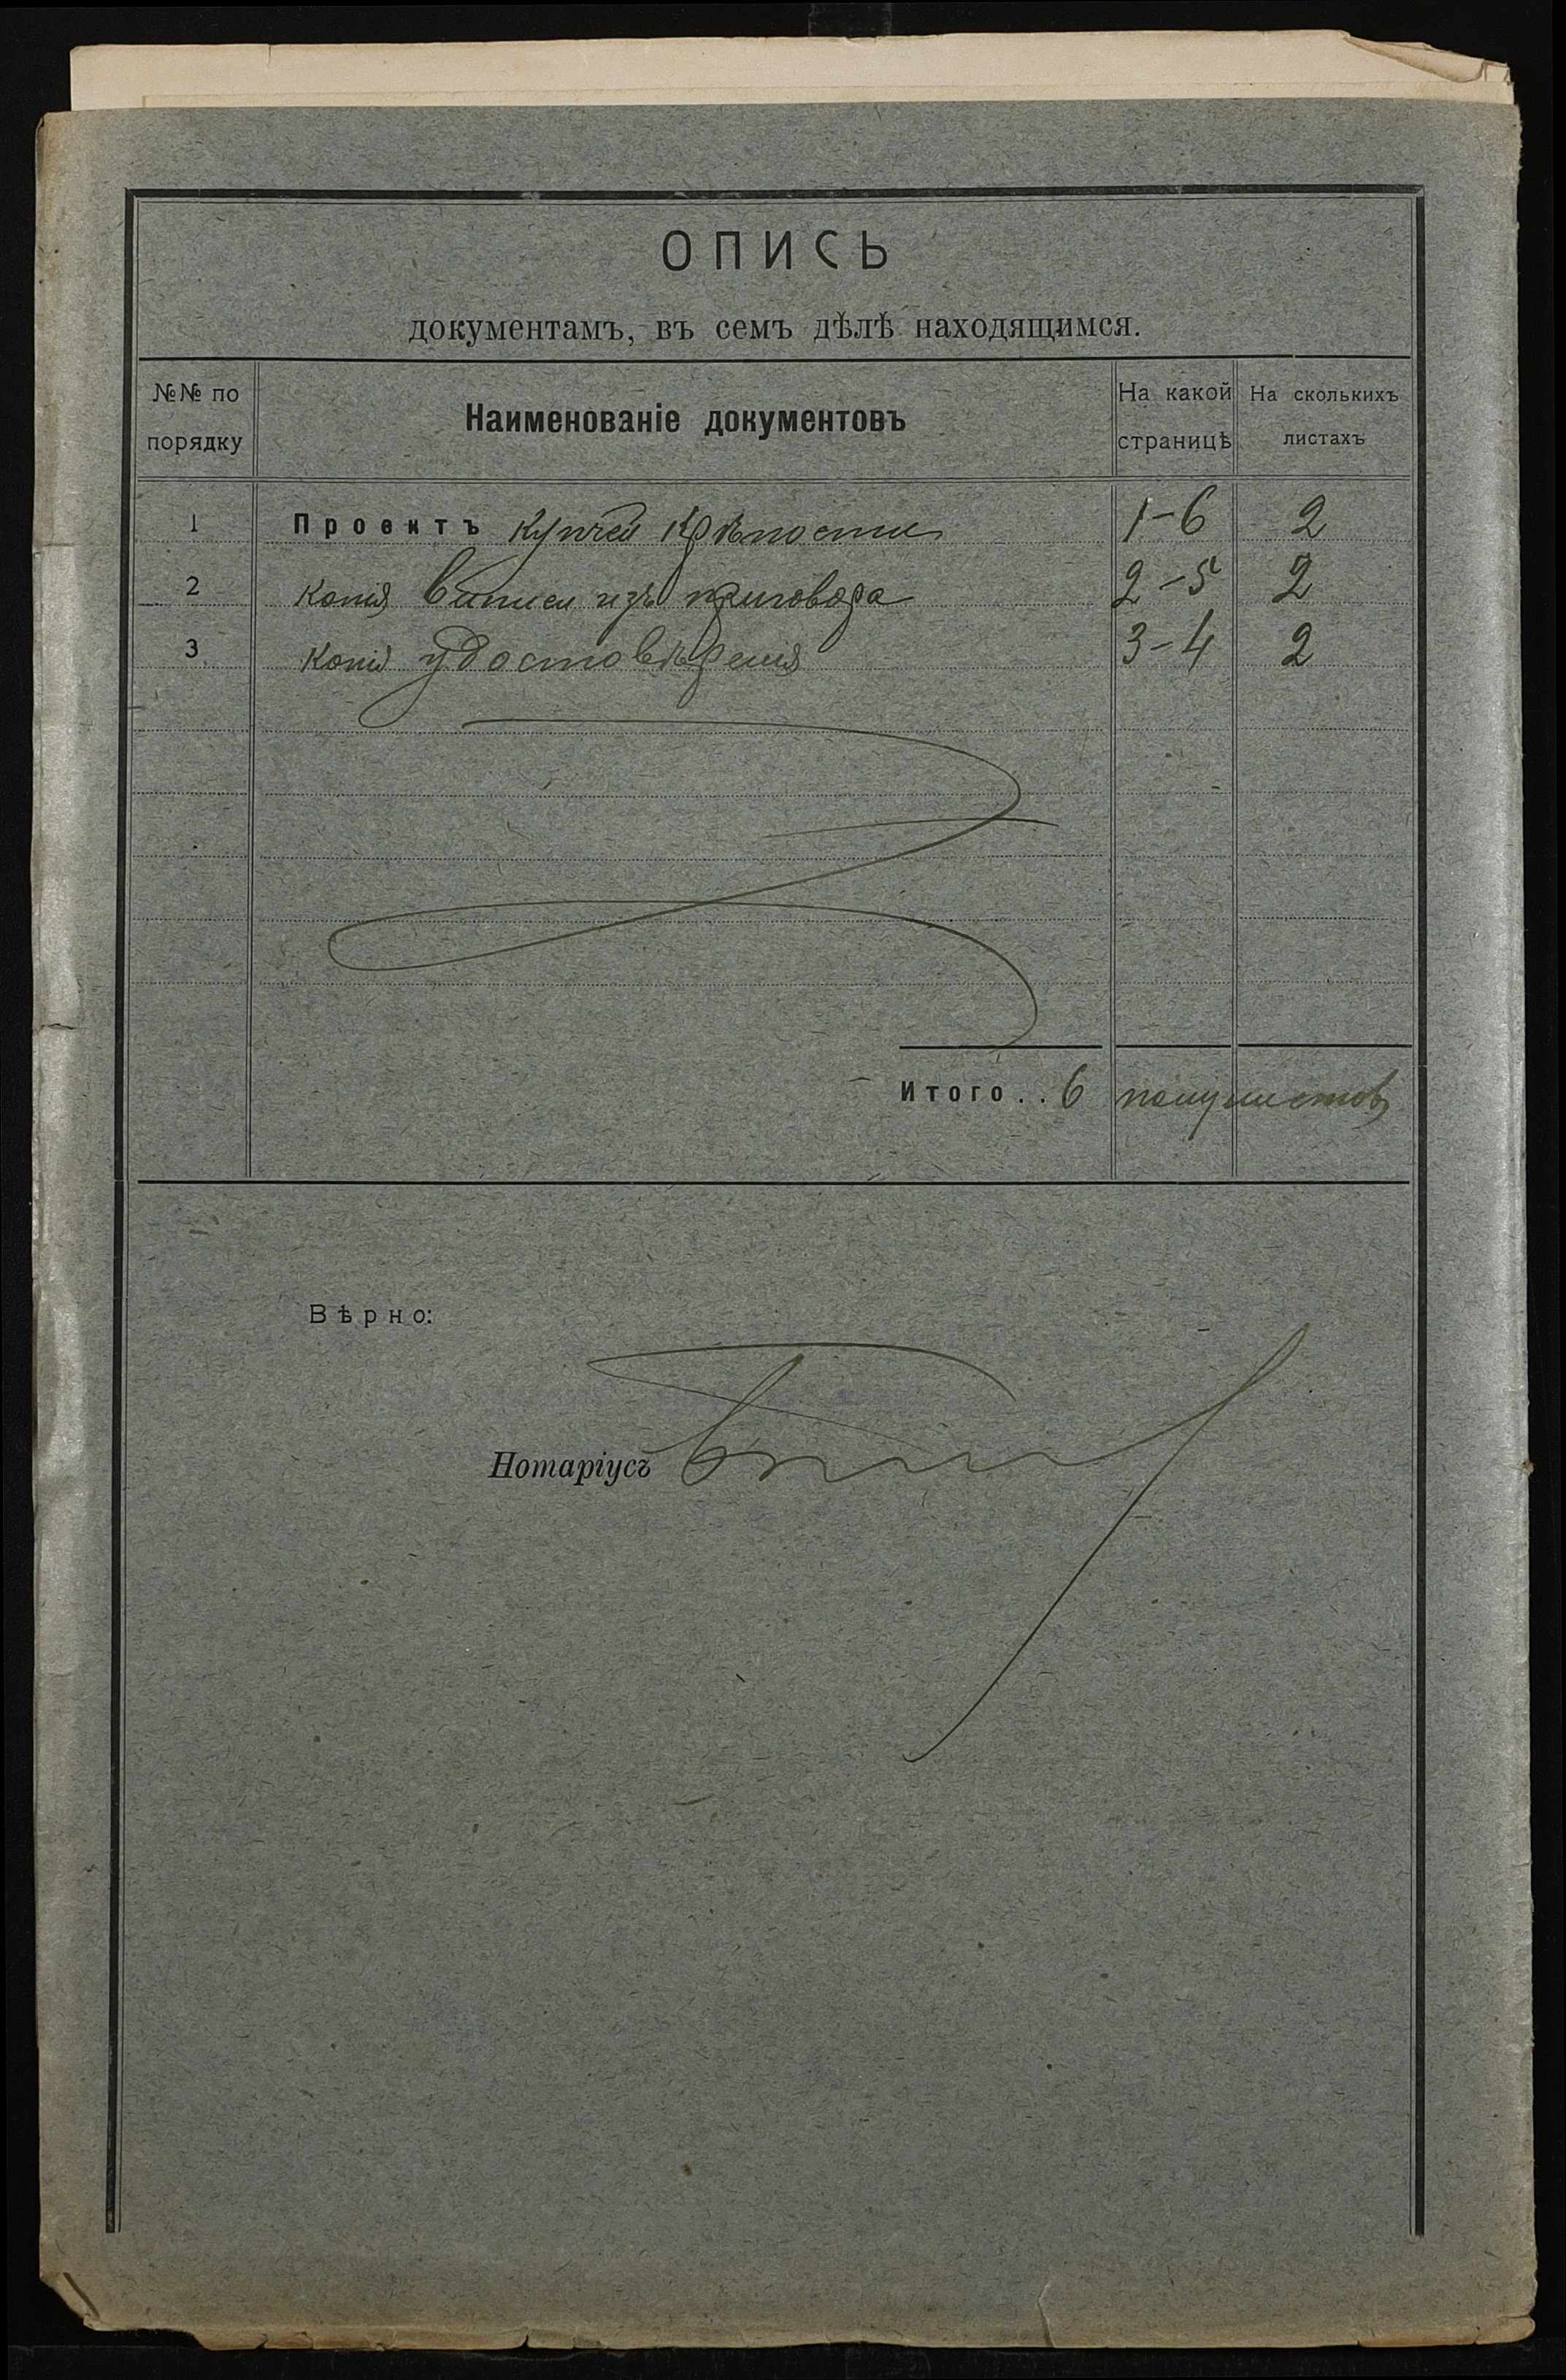 ОПИСЬ
документамъ, въ семъ дѣлѣ находящимся.
№№ по порядку Наименованіе документовъ На какой страницѣ На сколькихъ листахъ
1 Проектъ купчей крѣпости 1-6 2
2 копія выписи изъ приговора 2-5 2
3 копія удостовѣренія 3-4 2
Итого.. 6 полулистовъ
Вѣрно:
Нотаріусъ